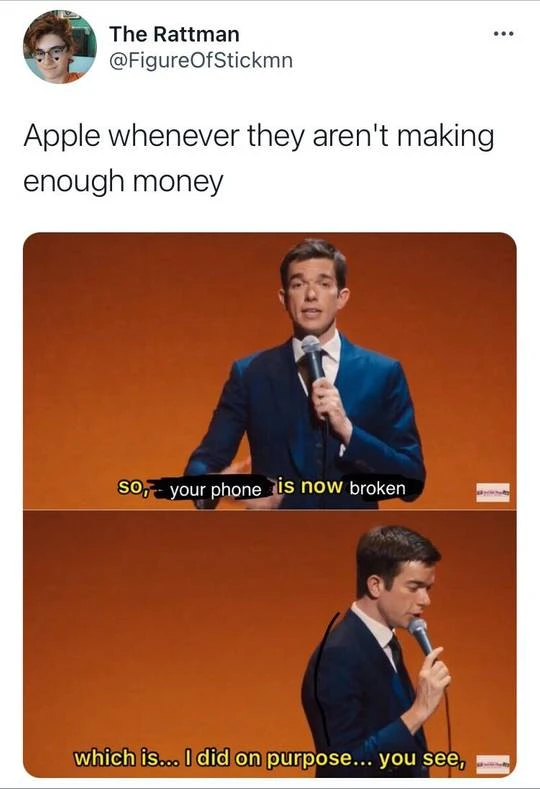 The Rattman
@FigureOfStickmn
Apple whenever they aren't making
enough money
so, your phone is now broken
which is... I did on purpose... you see,